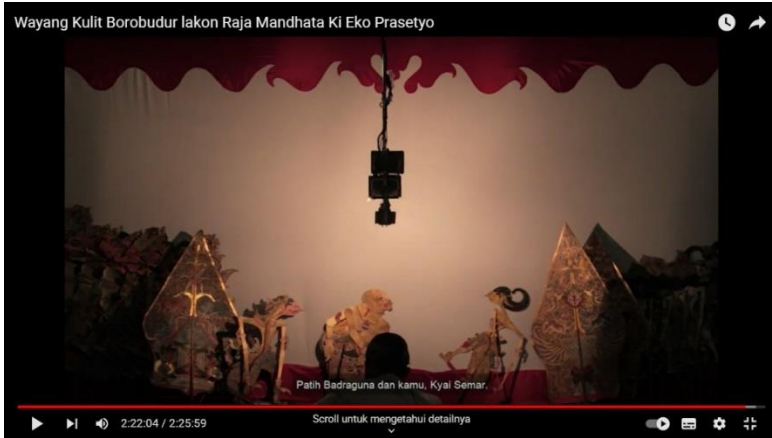 Wayang Kulit Borobudur lakon Raja Mandhata Ki Eko Prasetyo
Patih Badraguna dan kamu, Kyai Semar.
2:22:04 / 2:25:59
Scroll untuk mengetahui detailnya